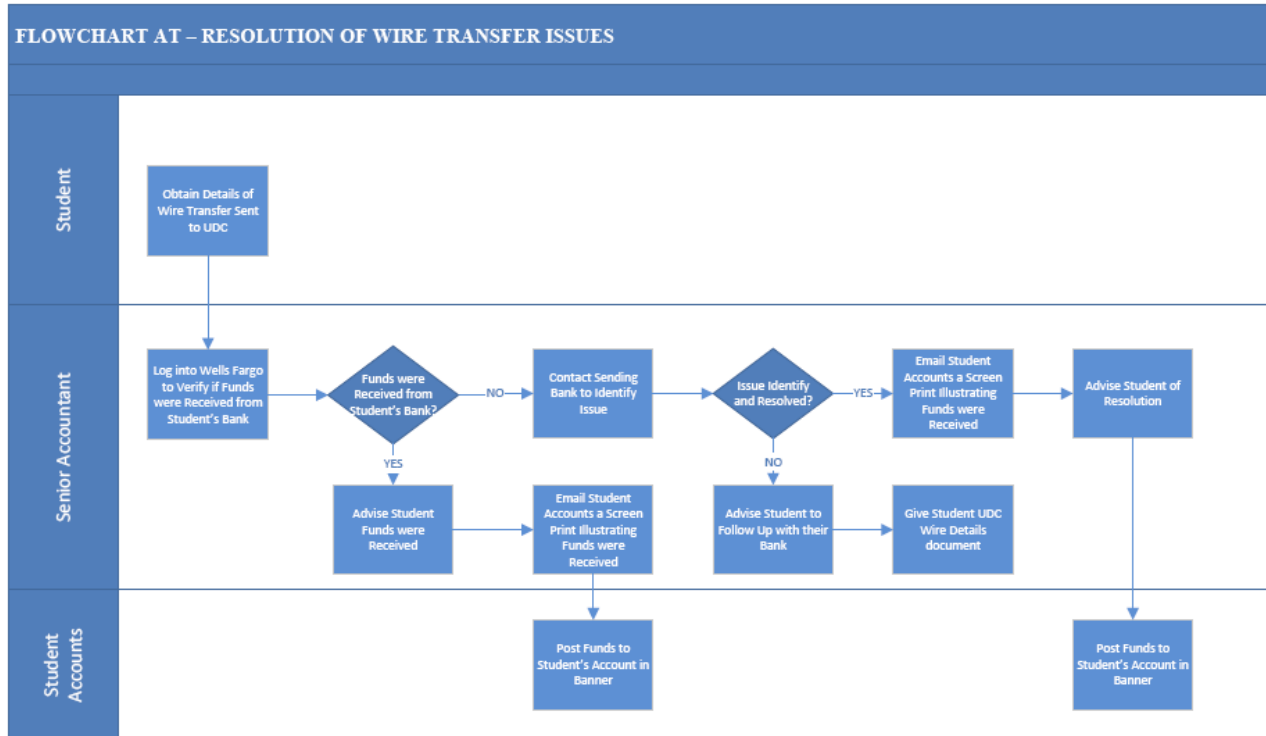 FLOWCHART AT – RESOLUTION OF WIRE TRANSFER ISSUES
Student
Obtain Details of
Wire Transfer Sent
to UDC
Senior Accountant
Log into Wells Fargo
to Verify if Funds
were Received from
Student's Bank
Funds were
Received from
Student's Bank?
NO
Contact Sending
Bank to Identify
Issue
Issue Identify
and Resolved?
YES
Email Student
Accounts a Screen
Print Illustrating
Funds were
Received
Advise Student of
Resolution
YES
Advise Student
Funds were
Received
Email Student
Accounts a Screen
Print Illustrating
Funds were
Received
NO
Advise Student to
Follow Up with their
Bank
Give Student UDC
Wire Details
document
Student
Accounts
Post Funds to
Student's Account in
Banner
Post Funds to
Student's Account in
Banner